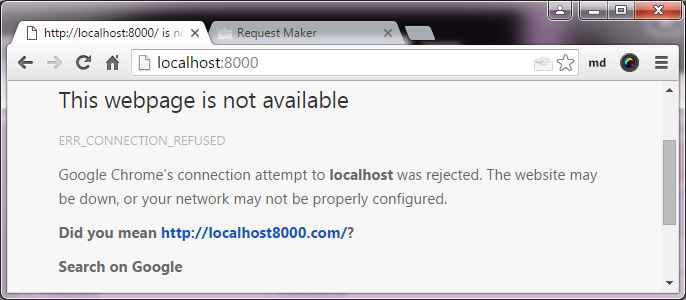 http://localhost:8000/ is n
Request Maker
localhost:8000
md
This webpage is not available
ERR_CONNECTION_REFUSED
Google Chrome's connection attempt to localhost was rejected. The website may
be down, or your network may not be properly configured.
Did you mean http://localhost8000.com/?
Search on Google